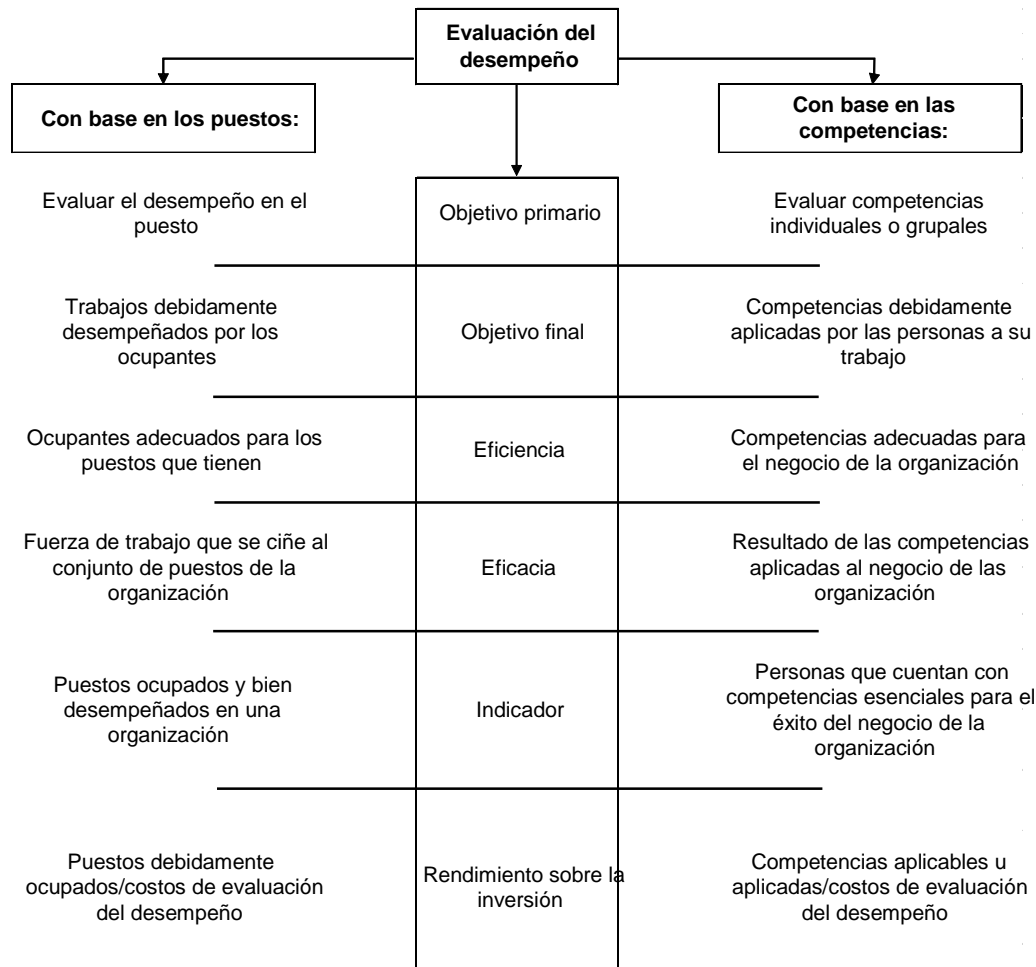 Evaluación del
desempeño
Con base en los puestos:
Con base en las
competencias:
Evaluar el desempeño en el
puesto
Objetivo primario
Evaluar competencias
individuales o grupales
Trabajos debidamente
desempeñados por los
ocupantes
Objetivo final
Competencias debidamente
aplicadas por las personas a su
trabajo
Ocupantes adecuados para los
puestos que tienen
Eficiencia
Competencias adecuadas para
el negocio de la organización
Fuerza de trabajo que se ciñe al
conjunto de puestos de la
organización
Eficacia
Resultado de las competencias
aplicadas al negocio de las
organización
Puestos ocupados y bien
desempeñados en una
organización
Indicador
Personas que cuentan con
competencias esenciales para el
éxito del negocio de la
organización
Puestos debidamente
ocupados/costos de evaluación
del desempeño
Rendimiento sobre la
inversión
Competencias aplicables u
aplicadas/costos de evaluación
del desempeño